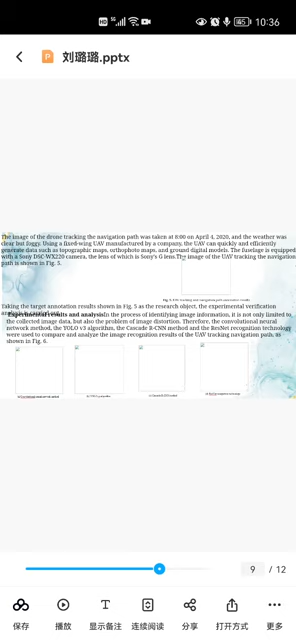 HD 5G 45 10:36
P 刘璐璐.pptx
The image of the drone tracking the navigation path was taken at 8:00 on April 4, 2020, and the weather was
clear but foggy. Using a fixed-wing UAV manufactured by a company, the UAV can quickly and efficiently
generate data such as topographic maps, orthophoto maps, and ground digital models. The fuselage is equipped
with a Sony DSC-WX220 camera, the lens of which is Sony's G lens.The image of the UAV tracking the navigation
path is shown in Fig. 5.
Taking the target annotation results shown in Fig. 5 as the research object, the experimental verification
Experimental results and analysis In the process of identifying image information, it is not only limited to
the collected image data, but also the problem of image distortion. Therefore, the convolutional neural
network method, the YOLO v5 algorithm, the Cascade R-CNN method and the ResNet recognition technology
were used to compare and analyze the image recognition results of the UAV tracking navigation path, as
shown in Fig. 6.
9 / 12
保存 播放 显示备注 连续阅读 分享 打开方式 更多